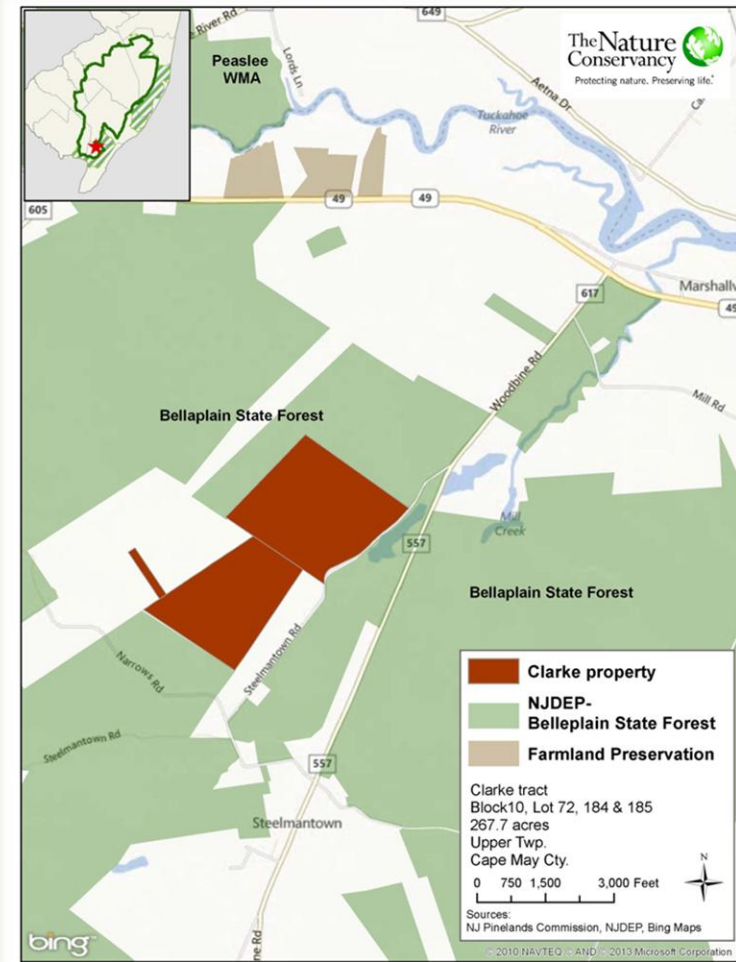 649
e River Rd
Peaslee
WMA
Lords Ln
The Nature
Conservancy
Protecting nature. Preserving life.
Aetna Dr
Ca
Tuckahoe
River
605
49
49
617
Marshallv
49
Woodbine Rd
Mill Rd
Bellaplain State Forest
557
Mill
Creek
Bellaplain State Forest
Steelmantown Rd
Narrows Rd
Steelmantown Rd
557
Steelmantown
ne Rd
Clarke property
NJDEP-
Belleplain State Forest
Farmland Preservation
Clarke tract
Block10, Lot 72, 184 & 185
267.7 acres
Upper Twp.
Cape May Cty.
N
0 750 1,500 3,000 Feet
Sources:
NJ Pinelands Commission, NJDEP, Bing Maps
bing™
© 2010 NAVTEQ © AND © 2013 Microsoft Corporation